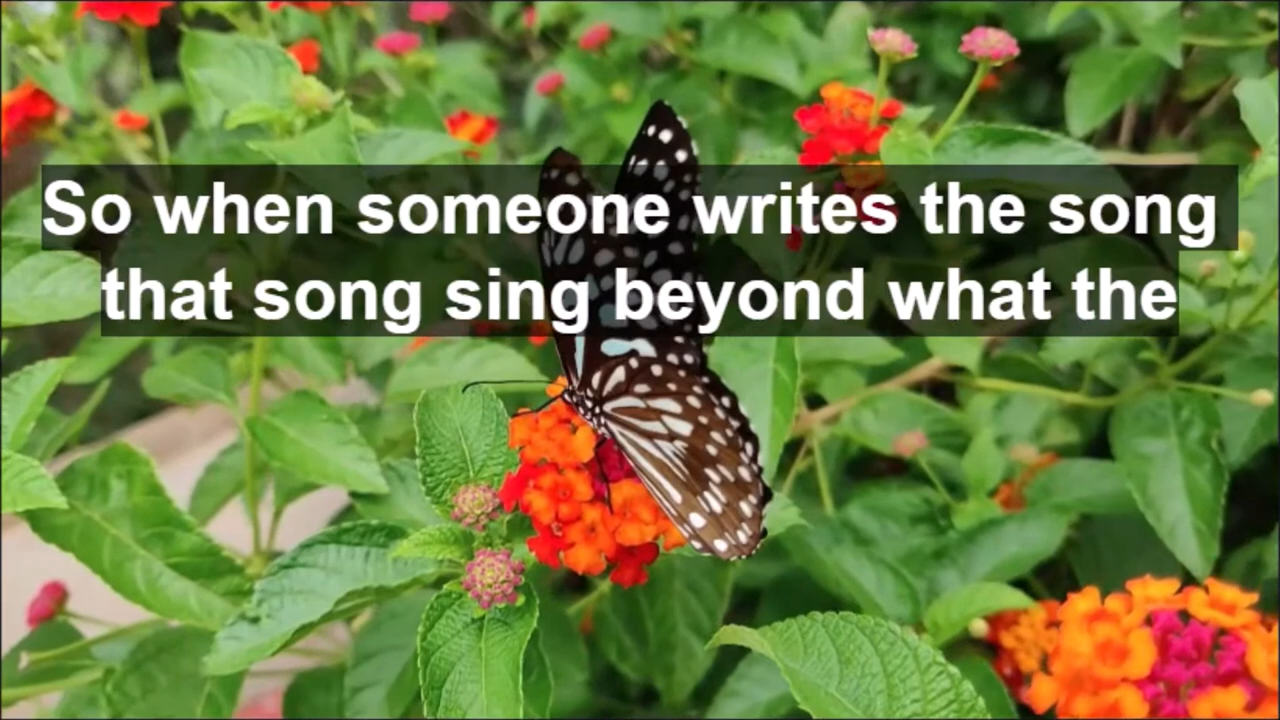 So when someone writes the song
that song sing beyond what the